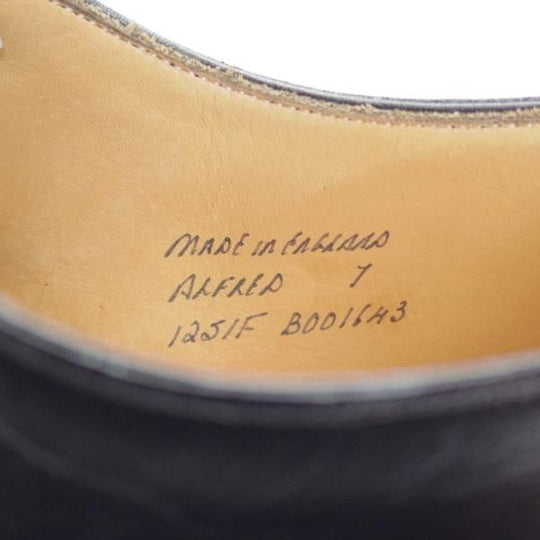 MADE IN ENGLAND
ALFRED 7
1251F B001643